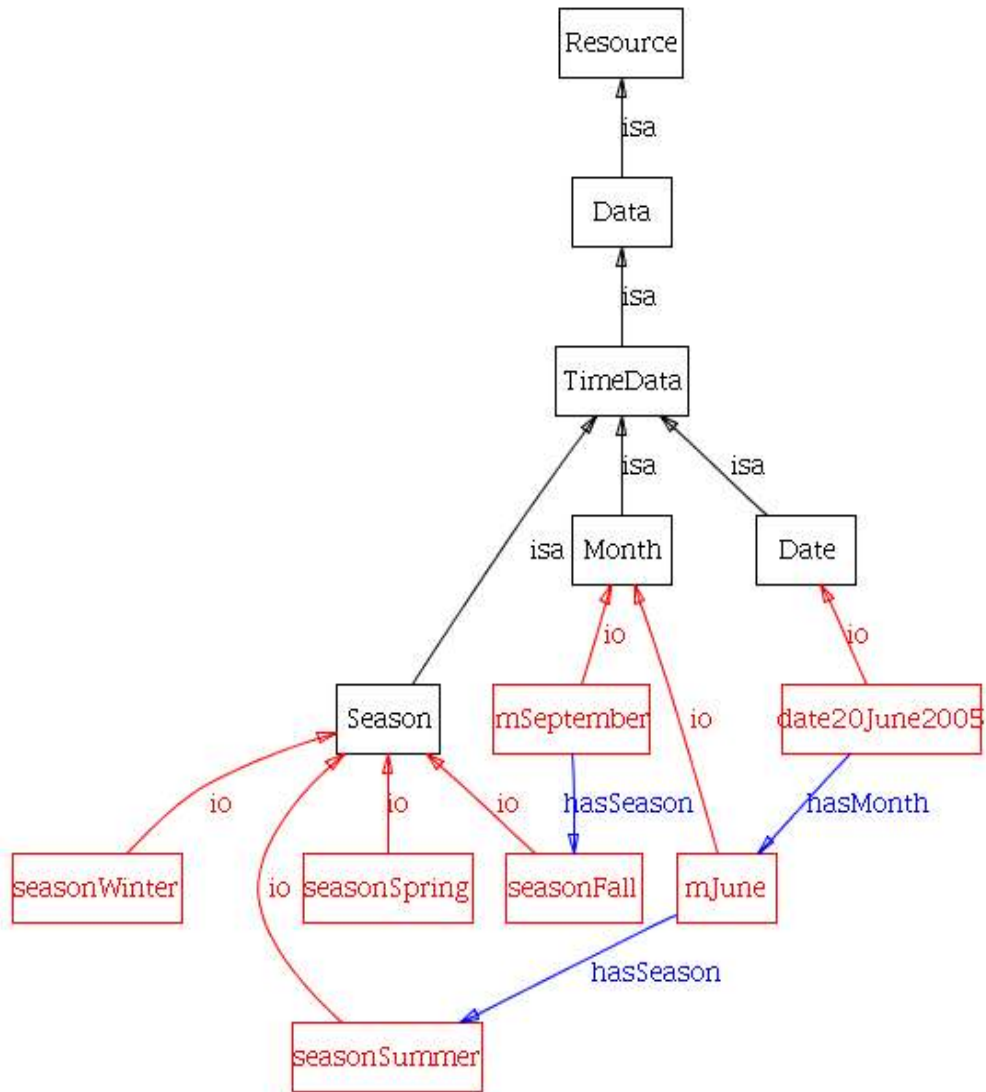 Resource
isa
Data
isa
TimeData
isa
isa
isa
Month
Date
io
io
io
Season
mSeptember
date20June2005
io
io
io
io
hasSeason
hasMonth
seasonWinter
seasonSpring
seasonFall
mJune
hasSeason
seasonSummer